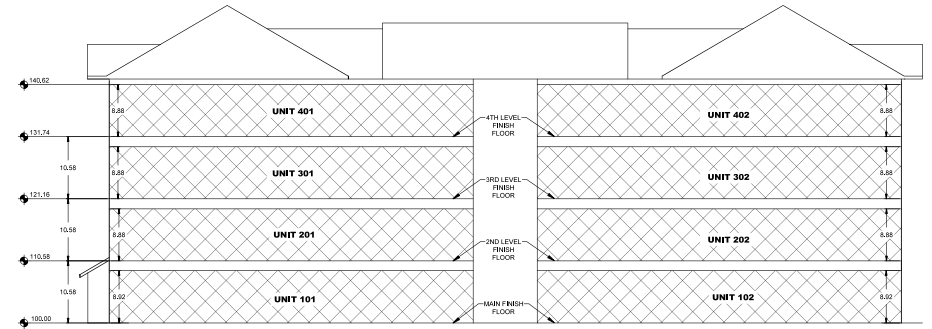 140.62
8.88
UNIT 401
UNIT 402
8.88
4TH LEVEL
FINISH
FLOOR
131.74
10.58
8.88
UNIT 301
3RD LEVEL
FINISH
FLOOR
UNIT 302
8.88
121.16
10.58
8.88
UNIT 201
2ND LEVEL
FINISH
FLOOR
UNIT 202
8.88
110.58
10.58
8.92
UNIT 101
MAIN FINISH
FLOOR
UNIT 102
8.92
100.00